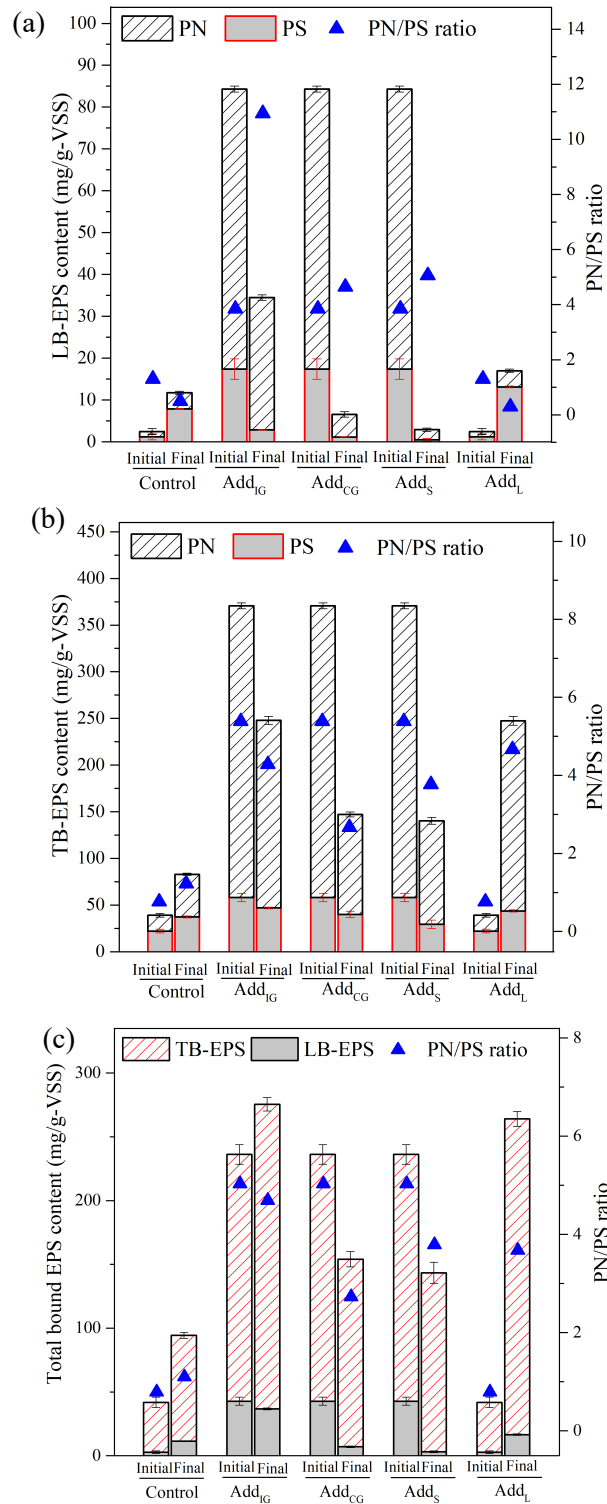 (a)
PN PS PN/PS ratio
100
90
80
70
60
50
40
30
20
10
0
LB-EPS content (mg/g-VSS)
14
12
10
8
6
4
2
0
PN/PS ratio
Initial Final Initial Final Initial Final Initial Final Initial Final
Control AddIG AddCG AddS AddL
(b)
PN PS PN/PS ratio
450
400
350
300
250
200
150
100
50
0
TB-EPS content (mg/g-VSS)
10
8
6
4
2
0
PN/PS ratio
Initial Final Initial Final Initial Final Initial Final Initial Final
Control AddIG AddCG AddS AddL
(c)
TB-EPS LB-EPS PN/PS ratio
300
200
100
0
Total bound EPS content (mg/g-VSS)
8
6
4
2
0
PN/PS ratio
Initial Final Initial Final Initial Final Initial Final Initial Final
Control AddIG AddCG AddS AddL